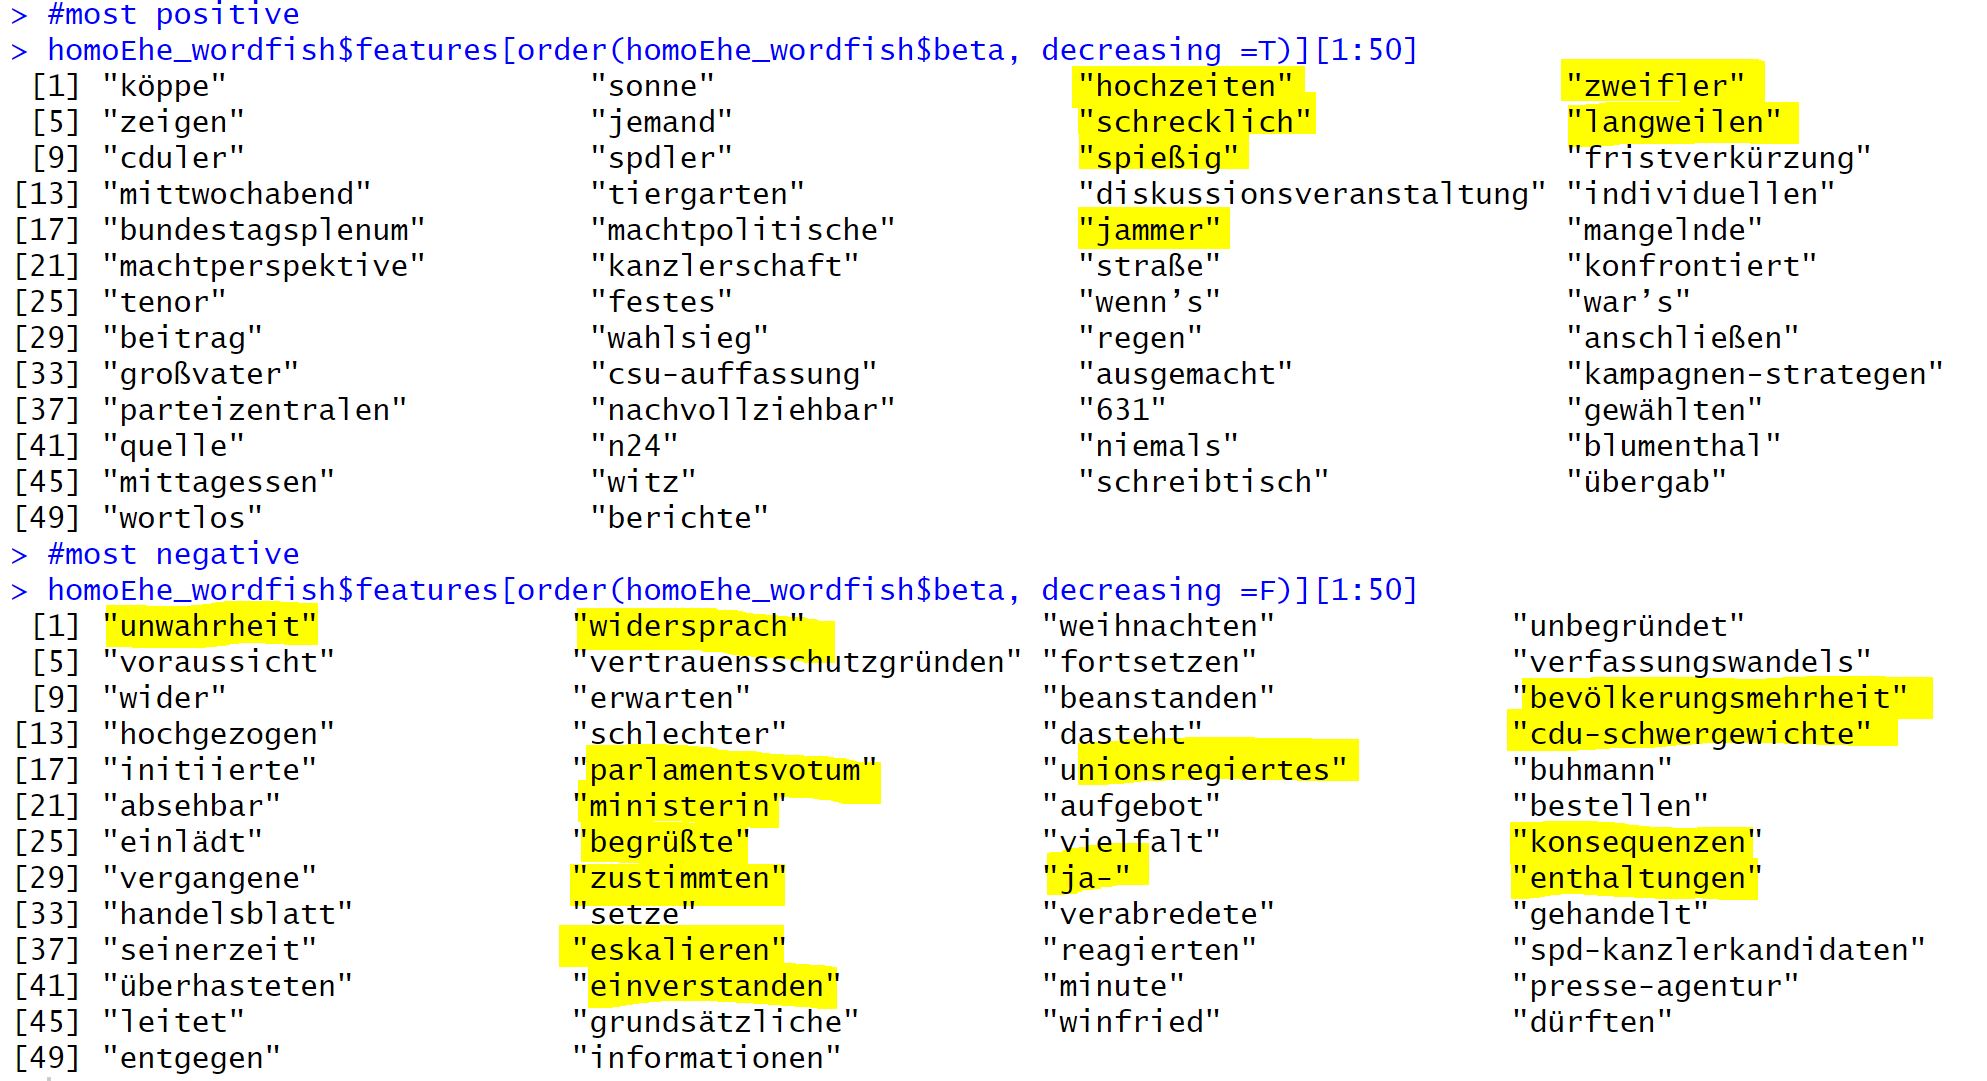 > #most positive
> homoEhe_wordfish$features[order(homoEhe_wordfish$beta, decreasing =T)][1:50]
[1] "köppe" "sonne" "hochzeiten" "zweifler"
[5] "zeigen" "jemand" "schrecklich" "langweilen"
[9] "cduler" "spdler" "spießig" "fristverkürzung"
[13] "mittwochabend" "tiergarten" "diskussionsveranstaltung" "individuellen"
[17] "bundestagsplenum" "machtpolitische" "jammer" "mangelnde"
[21] "machtperspektive" "kanzlerschaft" "straße" "konfrontiert"
[25] "tenor" "festes" "wenn’s" "war’s"
[29] "beitrag" "wahlsieg" "regen" "anschließen"
[33] "großvater" "csu-auffassung" "ausgemacht" "kampagnen-strategen"
[37] "parteizentralen" "nachvollziehbar" "631" "gewählten"
[41] "quelle" "n24" "niemals" "blumenthal"
[45] "mittagessen" "witz" "schreibtisch" "übergab"
[49] "wortlos" "berichte"
> #most negative
> homoEhe_wordfish$features[order(homoEhe_wordfish$beta, decreasing =F)][1:50]
[1] "unwahrheit" "widersprach" "weihnachten" "unbegründet"
[5] "voraussicht" "vertrauensschutzgründen" "fortsetzen" "verfassungswandels"
[9] "wider" "erwarten" "beanstanden" "bevölkerungsmehrheit"
[13] "hochgezogen" "schlechter" "dasteht" "cdu-schwergewichte"
[17] "initiierte" "parlamentsvotum" "unionsregiertes" "buhmann"
[21] "absehbar" "ministerin" "aufgebot" "bestellen"
[25] "einlädt" "begrüßte" "vielfalt" "konsequenzen"
[29] "vergangene" "zustimmten" "ja-" "enthaltungen"
[33] "handelsblatt" "setze" "verabredete" "gehandelt"
[37] "seinerzeit" "eskalieren" "reagierten" "spd-kanzlerkandidaten"
[41] "überhasteten" "einverstanden" "minute" "presse-agentur"
[45] "leitet" "grundsätzliche" "winfried" "dürften"
[49] "entgegen" "informationen"